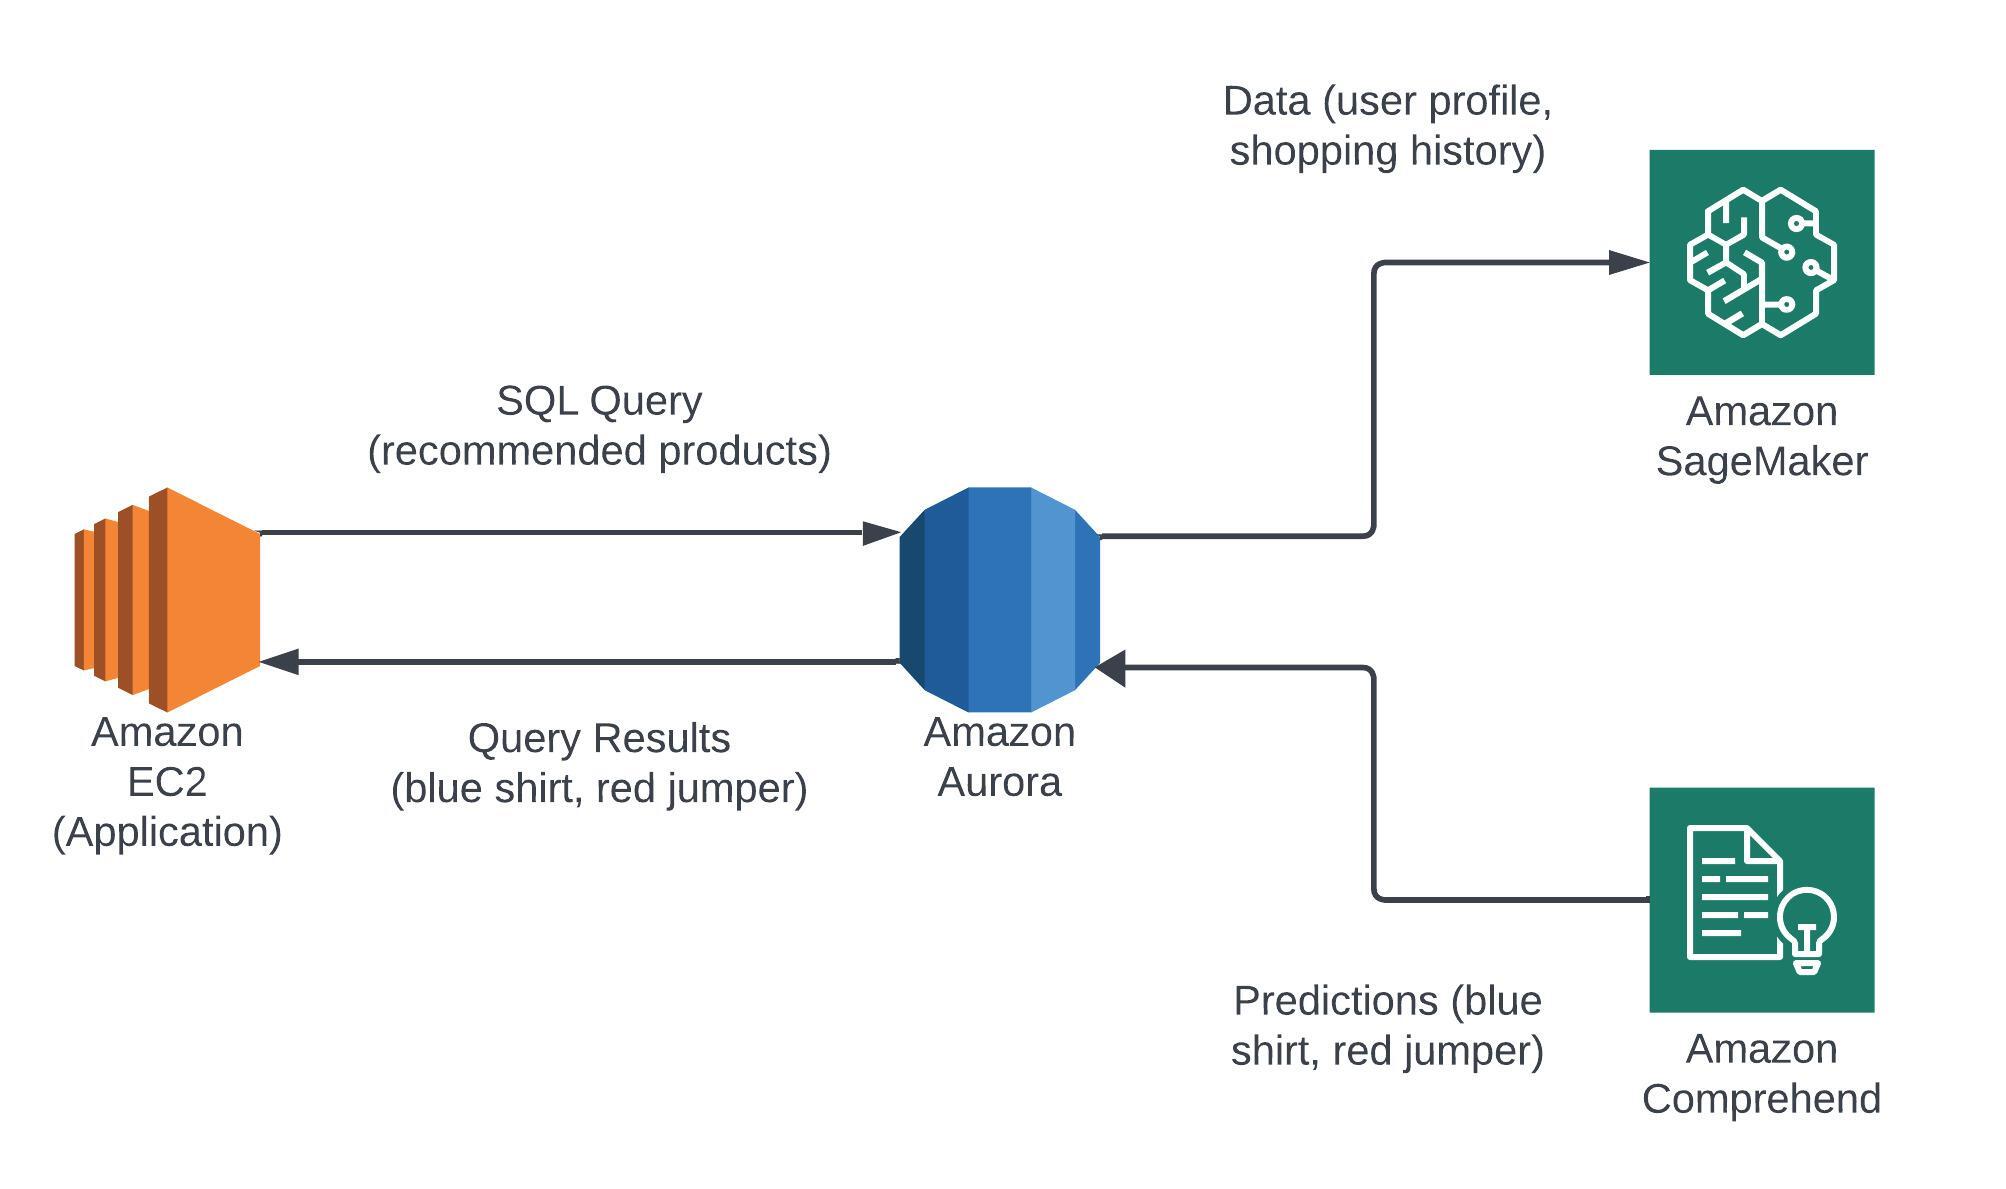 Data (user profile,
shopping history)
Amazon
SageMaker
SQL Query
(recommended products)
Amazon
EC2
(Application)
Query Results
(blue shirt, red jumper)
Amazon
Aurora
Predictions (blue
shirt, red jumper)
Amazon
Comprehend